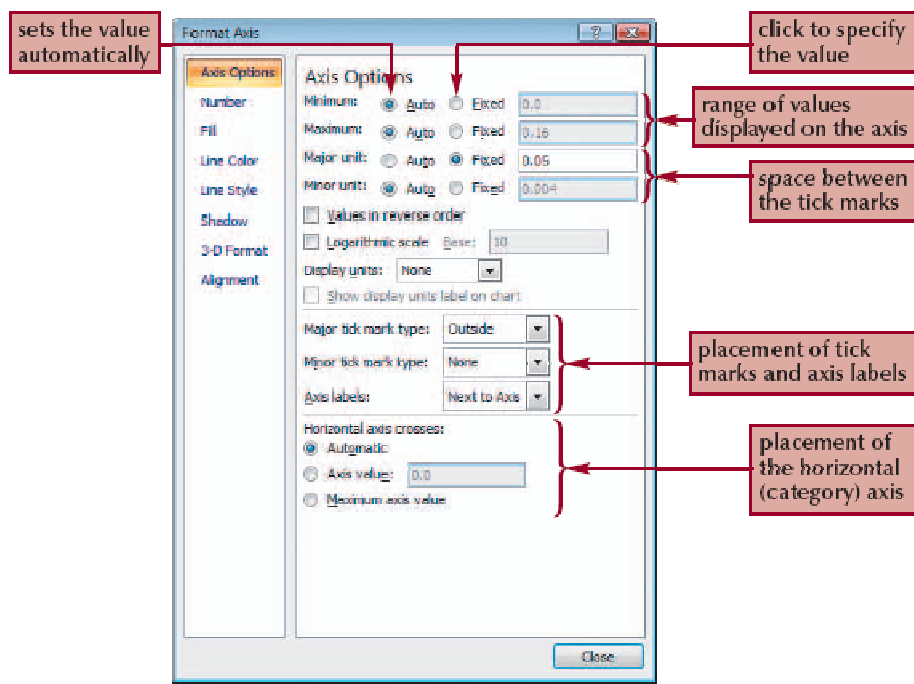 sets the value
automatically
click to specify
the value
Format Axis
?
Axis Options
Number
Fill
Line Color
Line Style
Shadow
3-D Format
Alignment
Axis Options
Minimum: Auto Fixed 0.0
Maximum: Auto Fixed 0.16
Major unit: Auto Fixed 0.05
Minor unit: Auto Fixed 0.004
Values in reverse order
Logarithmic scale Base: 10
Display units: None
Show display units label on chart
Major tick mark type: Outside
Minor tick mark type: None
Axis labels: Next to Axis
Horizontal axis crosses:
Automatic
Axis value: 0.0
Maximum axis value
Close
range of values
displayed on the axis
space between
the tick marks
placement of tick
marks and axis labels
placement of
the horizontal
(category) axis